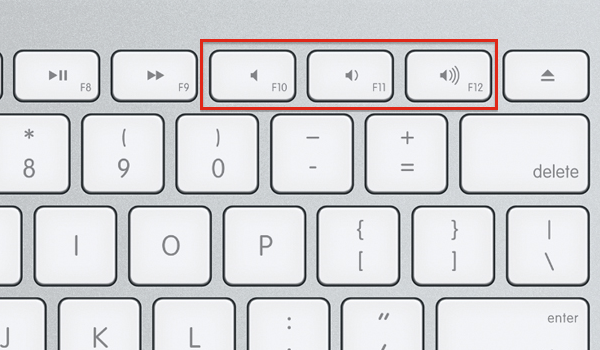 F8 F9 F10 F11 F12
* ( ) – +
8 9 0 - = delete
{ } |
I O P [ ] \
: " enter
J K L ; '